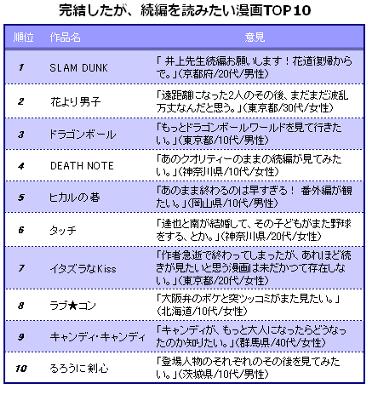 完結したが、続編を読みたい漫画TOP10
順位 作品名 意見
1 SLAM DUNK 「井上先生続編お願いします!花道復帰から
で。」(京都府/20代/男性)
2 花より男子 「遠距離になった2人のその後、まだまだ波乱
万丈なんだと思う。」(東京都/30代/女性)
3 ドラゴンボール 「もっとドラゴンボールワールドを見て行き
たい。」(東京都/10代/男性)
4 DEATH NOTE 「あのクオリティーのままの続編が見てみた
い。」(神奈川県/10代/女性)
5 ヒカルの碁 「あのまま終わるのは早すぎる! 番外編が観
たい。」(岡山県/10代/男性)
6 タッチ 「達也と南が結婚して、その子どもがまた野球
をする、とか。」(神奈川県/20代/女性)
7 イタズラなKiss 「作者急逝で終わってしまったが、あれほど続
きが見たいと思う漫画は未だかつて存在しな
い。」(東京都/20代/女性)
8 ラブ★コン 「大阪弁のボケと突ッコミがまた見たい。」
(北海道/10代/女性)
9 キャンディ・キャンディ 「キャンディが、もっと大人になったらどうなっ
たのか知りたい。」(群馬県/40代/女性)
10 るろうに剣心 「登場人物のそれぞれのその後を見てみた
い。」(茨城県/10代/男性)